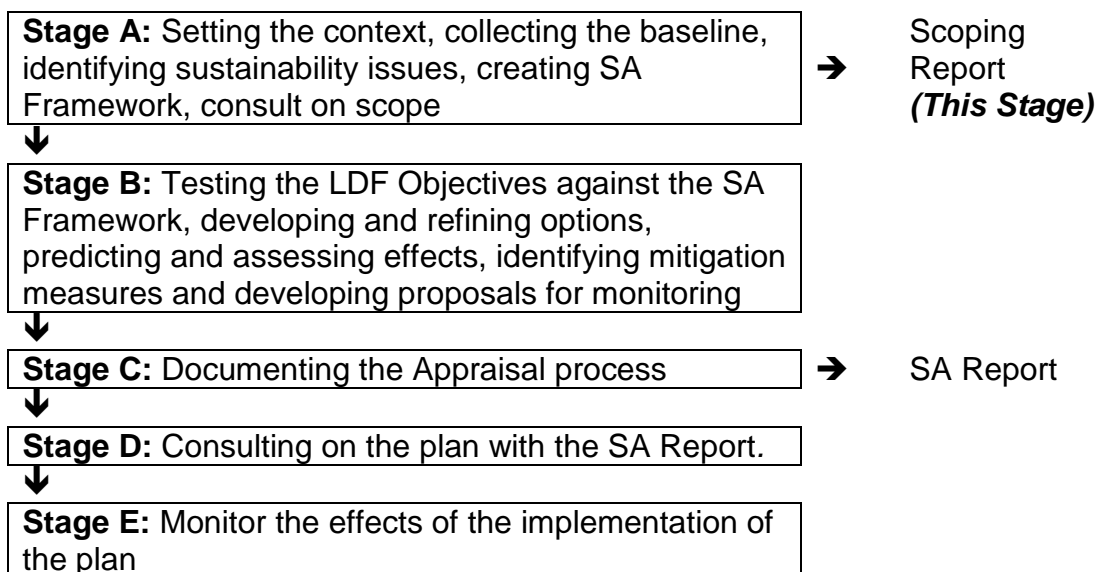 Stage A: Setting the context, collecting the baseline,
identifying sustainability issues, creating SA
Framework, consult on scope
➔
Scoping
Report
(This Stage)
Stage B: Testing the LDF Objectives against the SA
Framework, developing and refining options,
predicting and assessing effects, identifying mitigation
measures and developing proposals for monitoring
Stage C: Documenting the Appraisal process
➔
SA Report
Stage D: Consulting on the plan with the SA Report.
Stage E: Monitor the effects of the implementation of
the plan